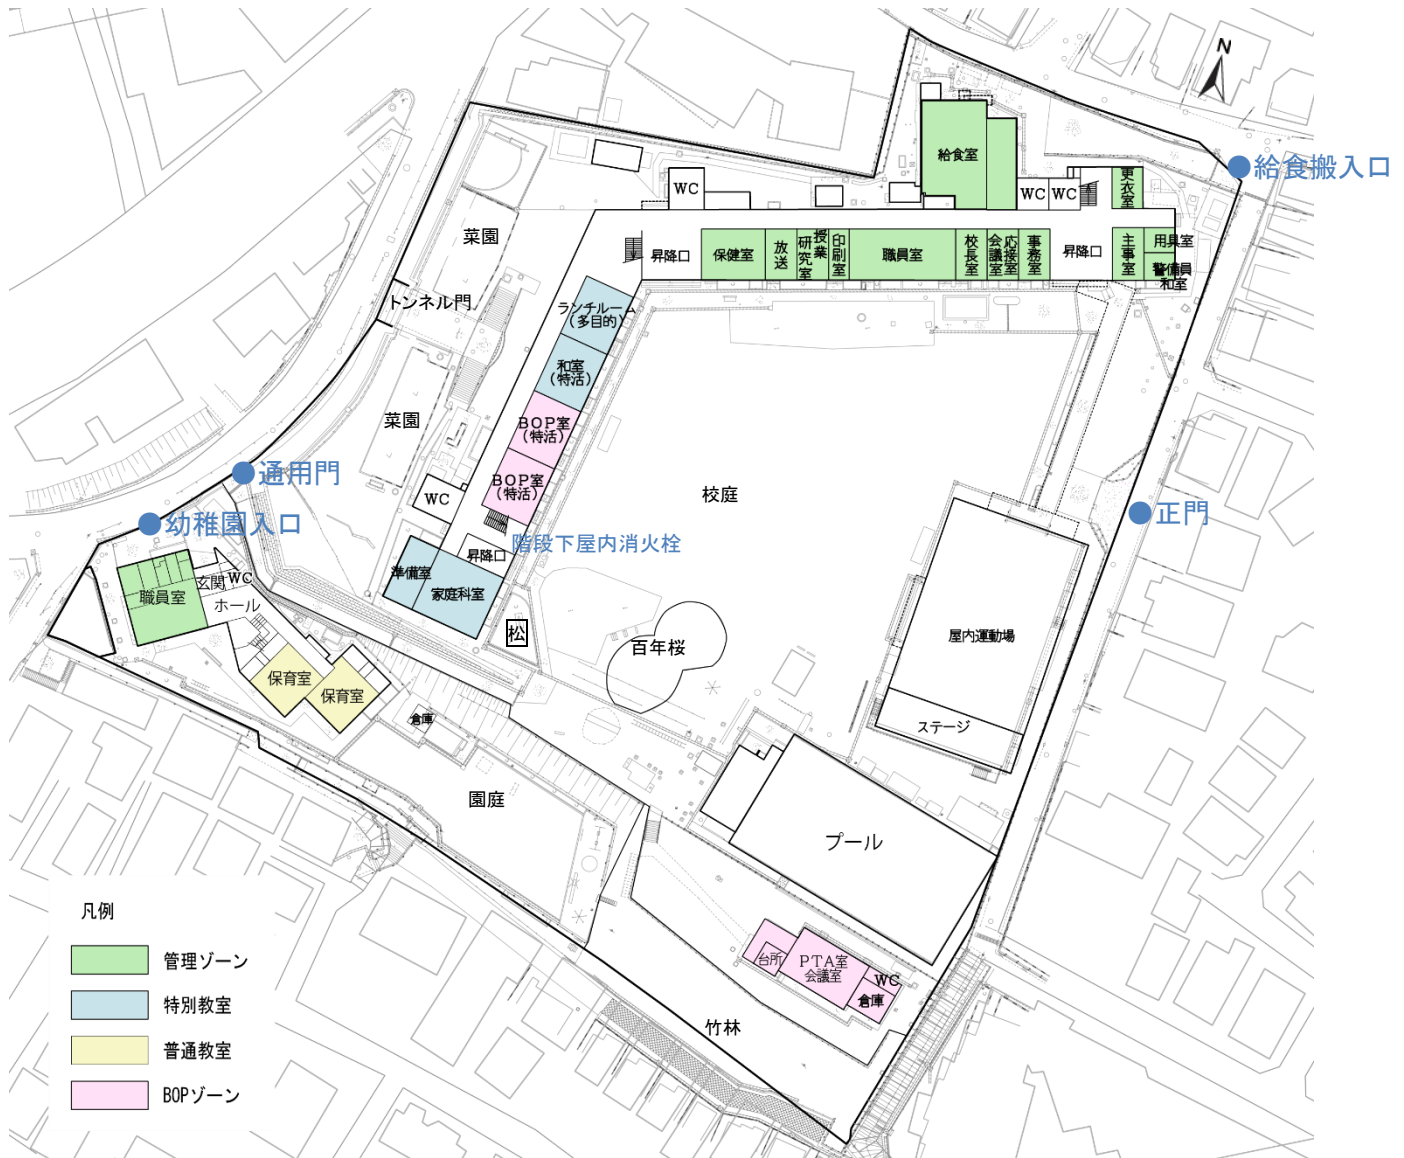 N
給食搬入口
給食室
WC
WC
WC
更衣室
菜園
昇降口
保健室
放送
授業
研究室
印刷室
職員室
校長室
応接室
会議室
事務室
昇降口
主事室
用具室
警備員
和室
トンネル門
ランチルーム
(多目的)
和室
(特活)
菜園
BOP室
(特活)
通用門
BOP室
(特活)
WC
校庭
幼稚園入口
正門
階段下屋内消火栓
昇降口
準備室
家庭科室
玄関
WC
職員室
ホール
松
百年桜
屋内運動場
保育室
保育室
倉庫
ステージ
園庭
プール
凡例
管理ゾーン
特別教室
普通教室
BOPゾーン
台所
PTA室
会議室
WC
倉庫
竹林